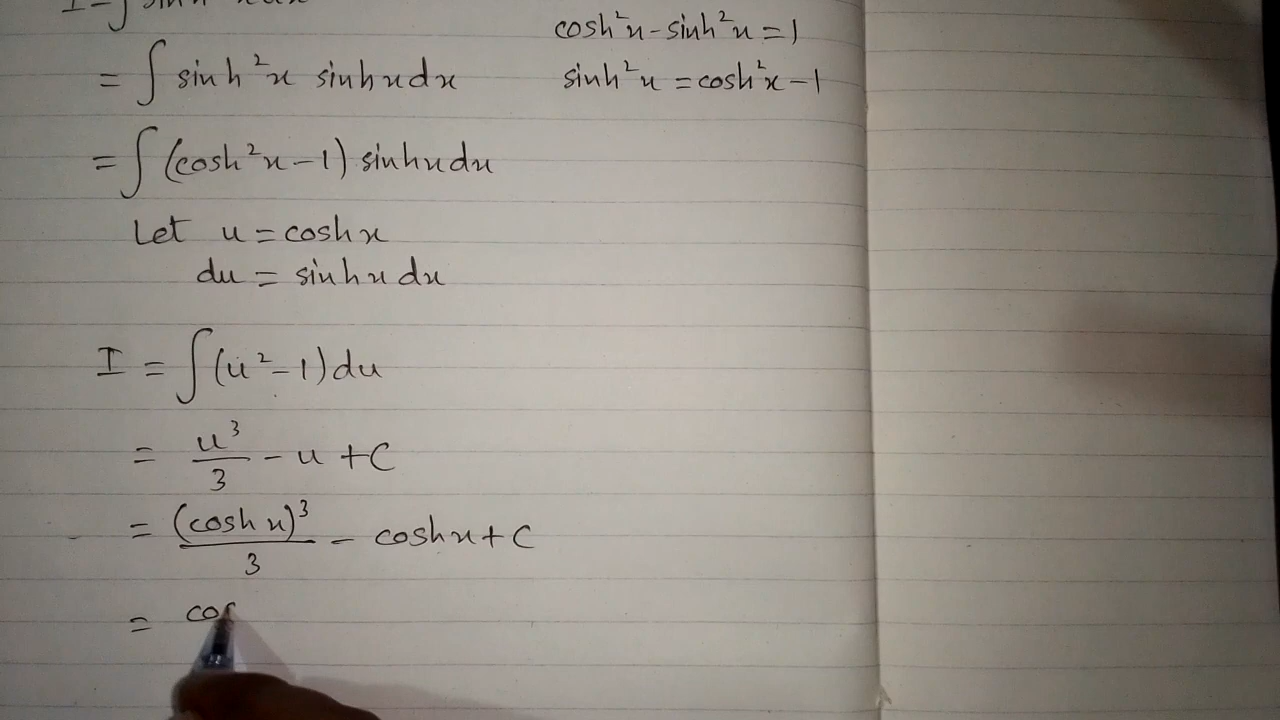 cosh²x - sinh²x = 1
= ∫ sinh²x sinhx dx
sinh²x = cosh²x - 1
= ∫ (cosh²x - 1) sinhx dx
Let u = coshx
du = sinhx dx
I = ∫ (u² - 1) du
= u³/3 - u + C
= (coshx)³/3 - coshx + C
= cos